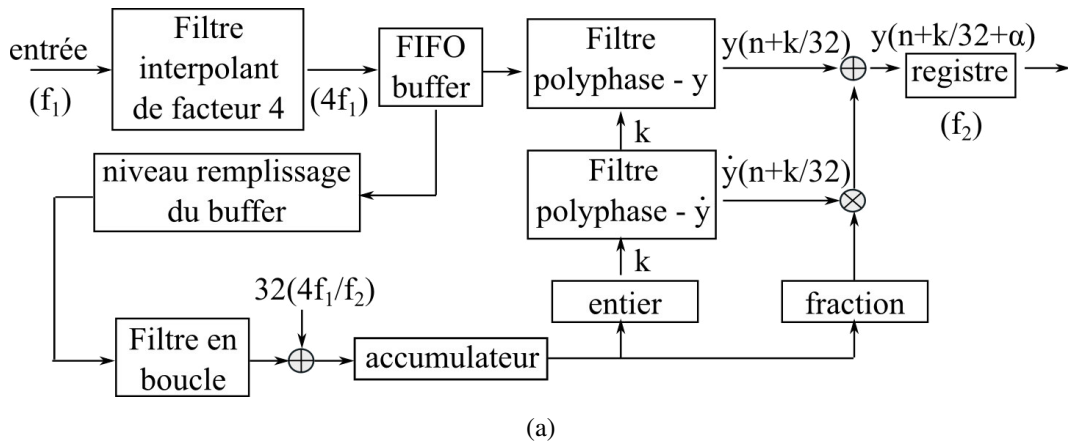 entrée
(f₁)
Filtre
interpolant
de facteur 4
(4f₁)
FIFO
buffer
Filtre
polyphase - y
y(n+k/32)
y(n+k/32+α)
registre
(f₂)
k
niveau remplissage
du buffer
Filtre
polyphase - ẏ
ẏ(n+k/32)
k
32(4f₁/f₂)
entier
fraction
Filtre en
boucle
accumulateur
(a)